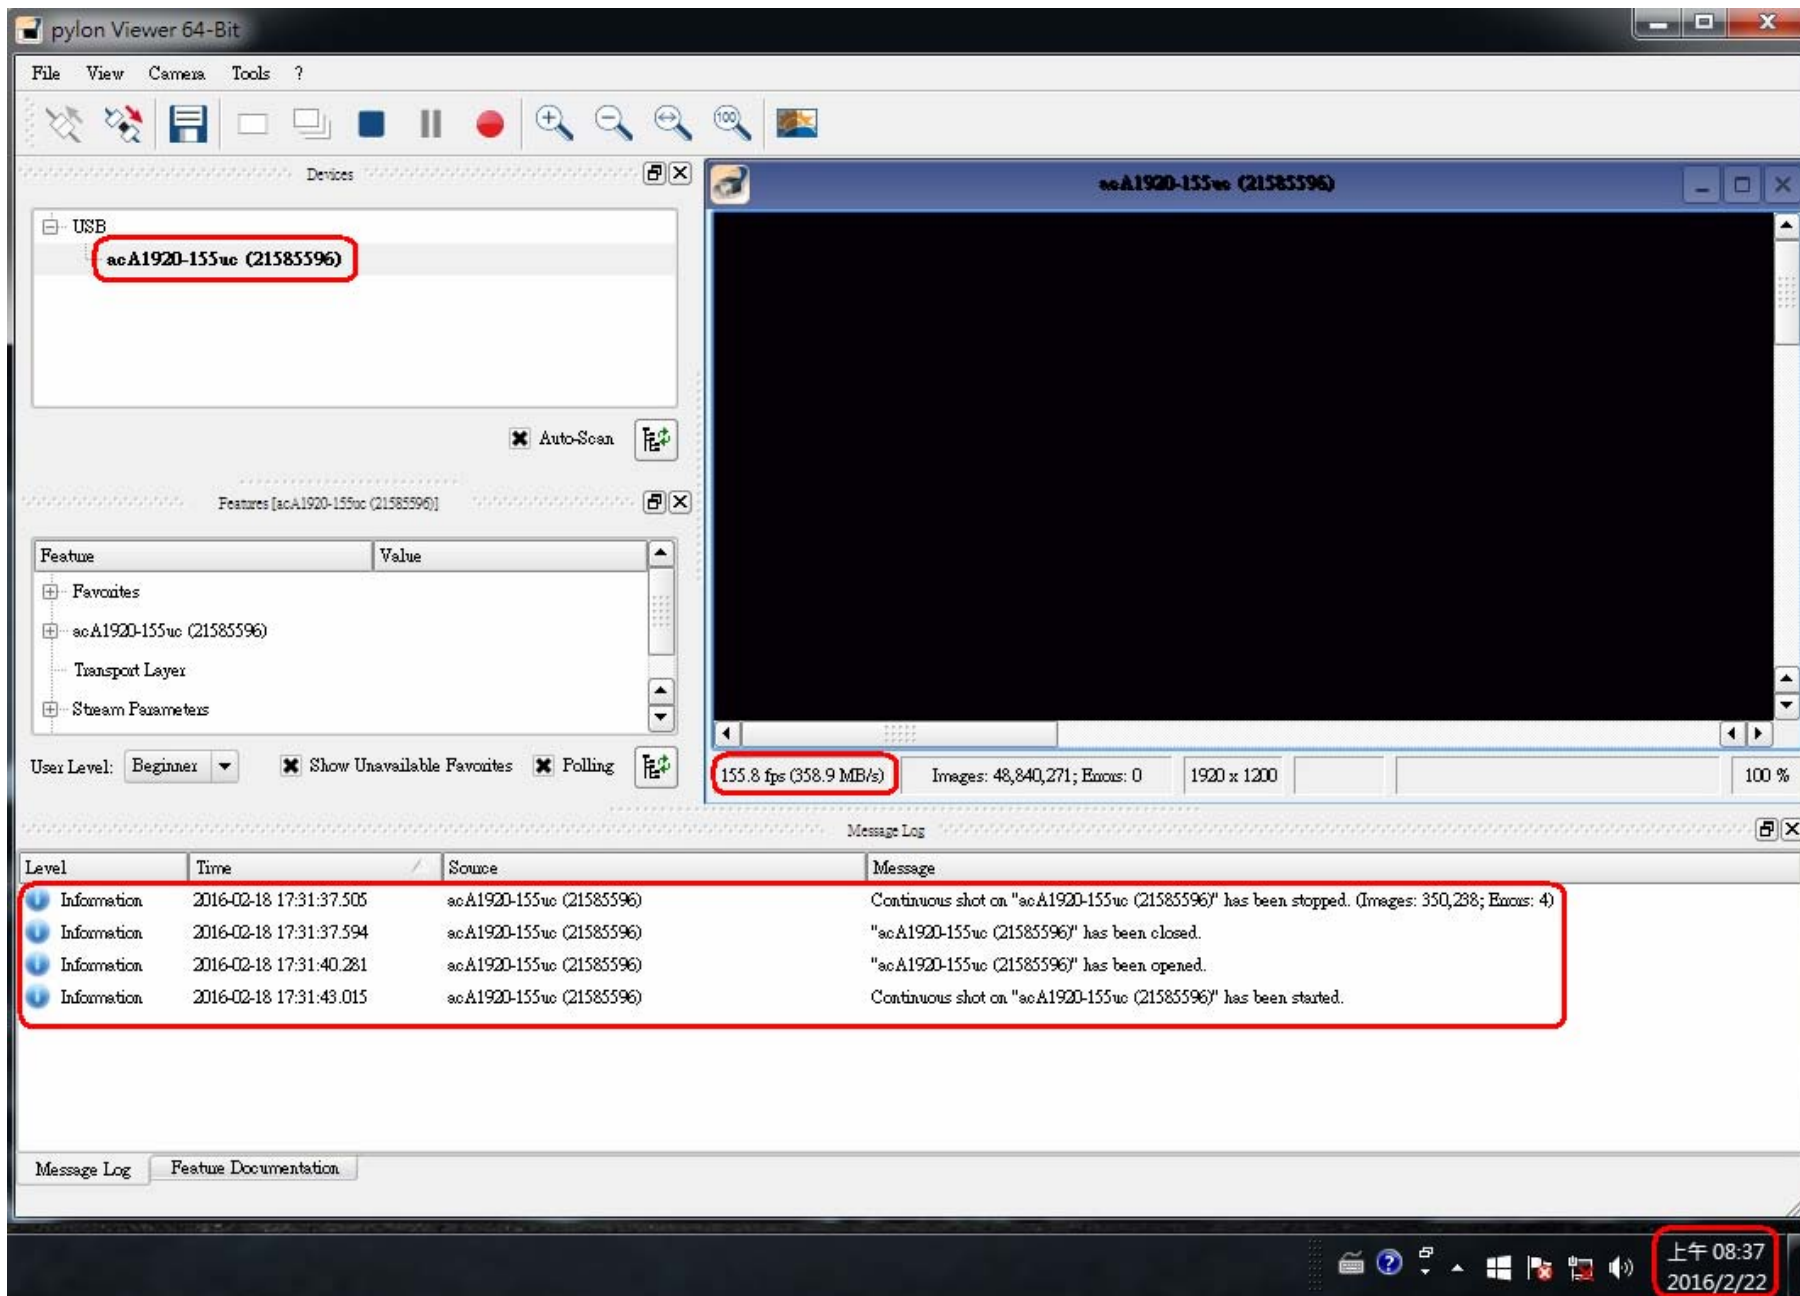 pylon Viewer 64-Bit
File View Camera Tools ?
100
Devices
USB
acA1920-155uc (21585596)
Auto-Scan
Features [acA1920-155uc (21585596)]
Feature Value
Favorites
acA1920-155uc (21585596)
Transport Layer
Stream Parameters
User Level: Beginner Show Unavailable Favorites Polling
acA1920-155uc (21585596)
155.8 fps (358.9 MB/s) Images: 48,840,271; Errors: 0 1920 x 1200 100 %
Message Log
Level Time Source Message
Information 2016-02-18 17:31:37.505 acA1920-155uc (21585596) Continuous shot on "acA1920-155uc (21585596)" has been stopped. (Images: 350,238; Errors: 4)
Information 2016-02-18 17:31:37.594 acA1920-155uc (21585596) "acA1920-155uc (21585596)" has been closed.
Information 2016-02-18 17:31:40.281 acA1920-155uc (21585596) "acA1920-155uc (21585596)" has been opened.
Information 2016-02-18 17:31:43.015 acA1920-155uc (21585596) Continuous shot on "acA1920-155uc (21585596)" has been started.
Message Log Feature Documentation
上午 08:37
2016/2/22